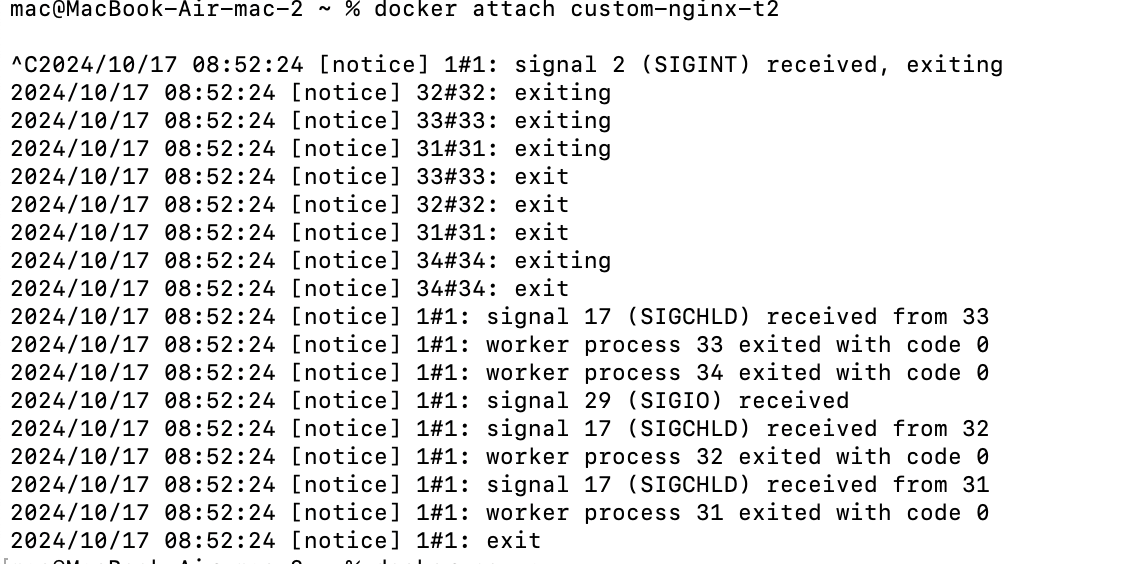 mac@MacBook-Air-mac-2 ~ % docker attach custom-nginx-t2
^C2024/10/17 08:52:24 [notice] 1#1: signal 2 (SIGINT) received, exiting
2024/10/17 08:52:24 [notice] 32#32: exiting
2024/10/17 08:52:24 [notice] 33#33: exiting
2024/10/17 08:52:24 [notice] 31#31: exiting
2024/10/17 08:52:24 [notice] 33#33: exit
2024/10/17 08:52:24 [notice] 32#32: exit
2024/10/17 08:52:24 [notice] 31#31: exit
2024/10/17 08:52:24 [notice] 34#34: exiting
2024/10/17 08:52:24 [notice] 34#34: exit
2024/10/17 08:52:24 [notice] 1#1: signal 17 (SIGCHLD) received from 33
2024/10/17 08:52:24 [notice] 1#1: worker process 33 exited with code 0
2024/10/17 08:52:24 [notice] 1#1: worker process 34 exited with code 0
2024/10/17 08:52:24 [notice] 1#1: signal 29 (SIGIO) received
2024/10/17 08:52:24 [notice] 1#1: signal 17 (SIGCHLD) received from 32
2024/10/17 08:52:24 [notice] 1#1: worker process 32 exited with code 0
2024/10/17 08:52:24 [notice] 1#1: signal 17 (SIGCHLD) received from 31
2024/10/17 08:52:24 [notice] 1#1: worker process 31 exited with code 0
2024/10/17 08:52:24 [notice] 1#1: exit